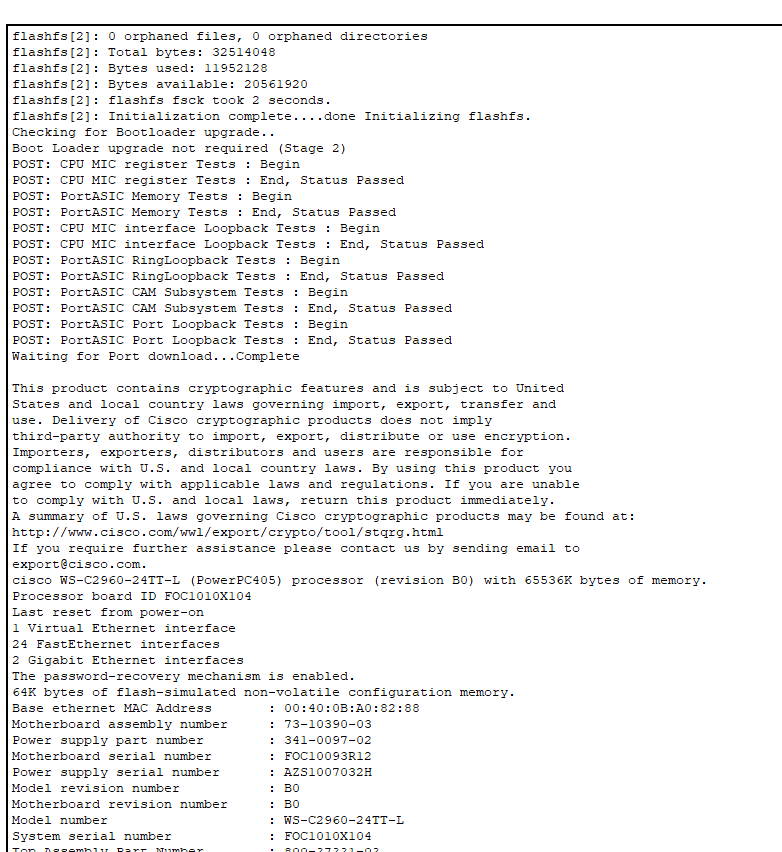 flashfs[2]: 0 orphaned files, 0 orphaned directories
flashfs[2]: Total bytes: 32514048
flashfs[2]: Bytes used: 11952128
flashfs[2]: Bytes available: 20561920
flashfs[2]: flashfs fsck took 2 seconds.
flashfs[2]: Initialization complete....done Initializing flashfs.
Checking for Bootloader upgrade..
Boot Loader upgrade not required (Stage 2)
POST: CPU MIC register Tests : Begin
POST: CPU MIC register Tests : End, Status Passed
POST: PortASIC Memory Tests : Begin
POST: PortASIC Memory Tests : End, Status Passed
POST: CPU MIC interface Loopback Tests : Begin
POST: CPU MIC interface Loopback Tests : End, Status Passed
POST: PortASIC RingLoopback Tests : Begin
POST: PortASIC RingLoopback Tests : End, Status Passed
POST: PortASIC CAM Subsystem Tests : Begin
POST: PortASIC CAM Subsystem Tests : End, Status Passed
POST: PortASIC Port Loopback Tests : Begin
POST: PortASIC Port Loopback Tests : End, Status Passed
Waiting for Port download...Complete
This product contains cryptographic features and is subject to United
States and local country laws governing import, export, transfer and
use. Delivery of Cisco cryptographic products does not imply
third-party authority to import, export, distribute or use encryption.
Importers, exporters, distributors and users are responsible for
compliance with U.S. and local country laws. By using this product you
agree to comply with applicable laws and regulations. If you are unable
to comply with U.S. and local laws, return this product immediately.
A summary of U.S. laws governing Cisco cryptographic products may be found at:
http://www.cisco.com/wwl/export/crypto/tool/stqrg.html
If you require further assistance please contact us by sending email to
export@cisco.com.
cisco WS-C2960-24TT-L (PowerPC405) processor (revision B0) with 65536K bytes of memory.
Processor board ID FOC1010X104
Last reset from power-on
1 Virtual Ethernet interface
24 FastEthernet interfaces
2 Gigabit Ethernet interfaces
The password-recovery mechanism is enabled.
64K bytes of flash-simulated non-volatile configuration memory.
Base ethernet MAC Address : 00:40:0B:A0:82:88
Motherboard assembly number : 73-10390-03
Power supply part number : 341-0097-02
Motherboard serial number : FOC10093R12
Power supply serial number : AZS1007032H
Model revision number : B0
Motherboard revision number : B0
Model number : WS-C2960-24TT-L
System serial number : FOC1010X104
Top Assembly Part Number :